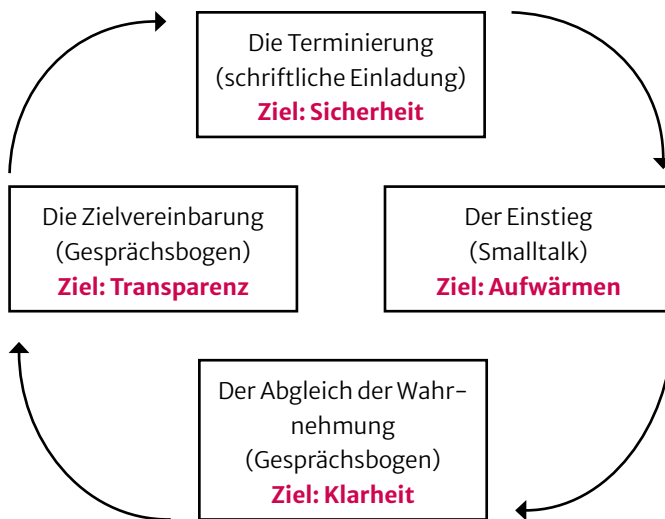 Die Terminierung
(schriftliche Einladung)
Ziel: Sicherheit
Die Zielvereinbarung
(Gesprächsbogen)
Ziel: Transparenz
Der Einstieg
(Smalltalk)
Ziel: Aufwärmen
Der Abgleich der Wahr-
nehmung
(Gesprächsbogen)
Ziel: Klarheit